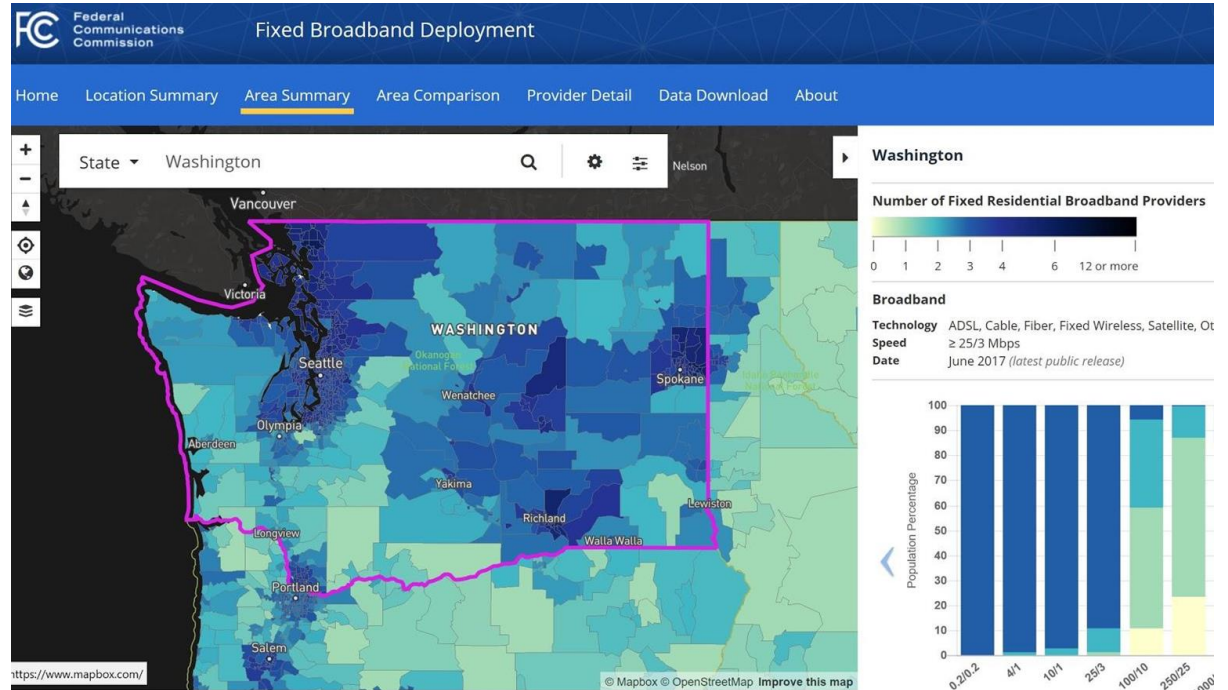 Federal
Communications
Commission
Fixed Broadband Deployment
Home Location Summary Area Summary Area Comparison Provider Detail Data Download About
State Washington
Nelson
Vancouver
Victoria
WASHINGTON
Okanogan
National Forest
Seattle
Spokane
Wenatchee
Olympia
Aberdeen
Yakima
Lewiston
Richland
Longview
Walla Walla
Portland
Salem
https://www.mapbox.com/
© Mapbox © OpenStreetMap Improve this map
Washington
Number of Fixed Residential Broadband Providers
0 1 2 3 4 6 12 or more
Broadband
Technology ADSL, Cable, Fiber, Fixed Wireless, Satellite, Ot
Speed ≥ 25/3 Mbps
Date June 2017 (latest public release)
Population Percentage
100
90
80
70
60
50
40
30
20
10
0
0.2/0.2 4/1 10/1 25/3 100/10 250/25